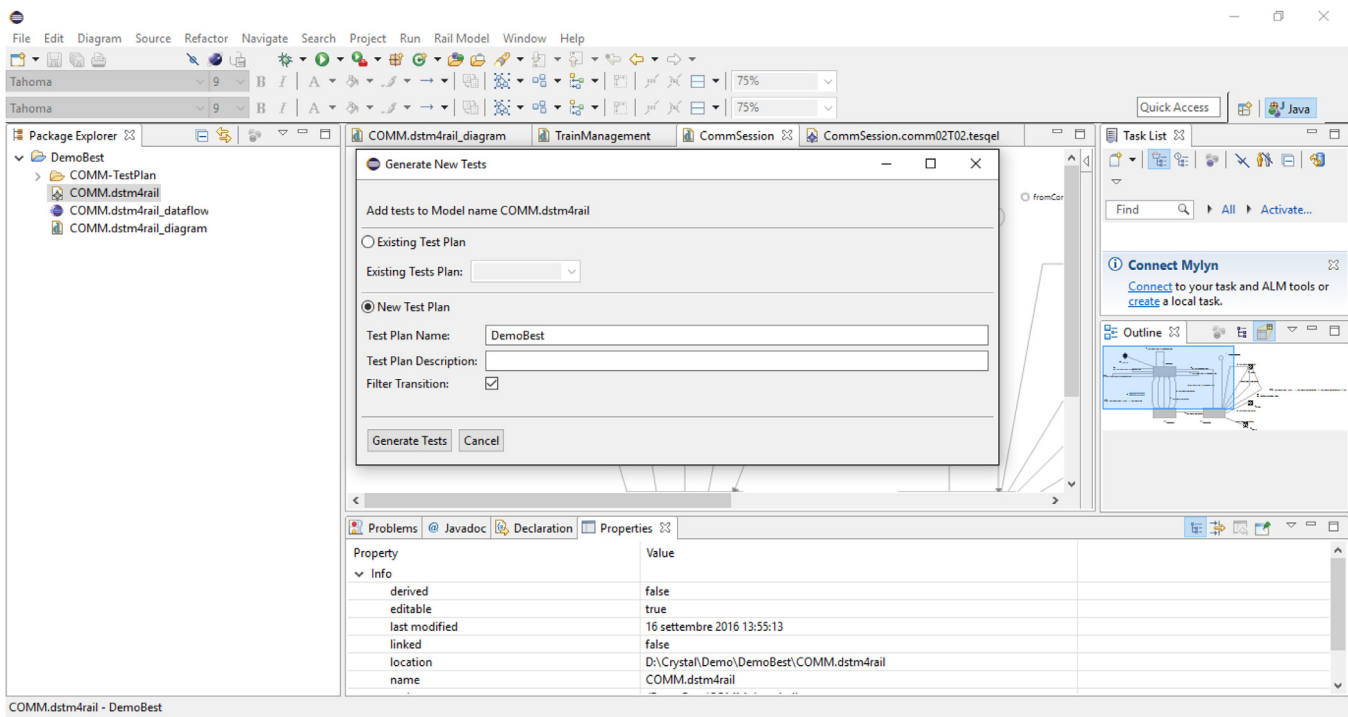 File Edit Diagram Source Refactor Navigate Search Project Run Rail Model Window Help
Tahoma 9 B I A 75%
Tahoma 9 B I A 75%
Quick Access Java
Package Explorer
DemoBest
COMM-TestPlan
COMM.dstm4rail
COMM.dstm4rail_dataflow
COMM.dstm4rail_diagram
COMM.dstm4rail_diagram TrainManagement CommSession CommSession.comm02T02.tesqel
Generate New Tests
Add tests to Model name COMM.dstm4rail
Existing Test Plan
Existing Tests Plan:
New Test Plan
Test Plan Name: DemoBest
Test Plan Description:
Filter Transition:
Generate Tests Cancel
fromCor
Task List
Find All Activate...
Connect Mylyn
Connect to your task and ALM tools or
create a local task.
Outline
Problems @ Javadoc Declaration Properties
Property Value
Info
derived false
editable true
last modified 16 settembre 2016 13:55:13
linked false
location D:\Crystal\Demo\DemoBest\COMM.dstm4rail
name COMM.dstm4rail
COMM.dstm4rail - DemoBest